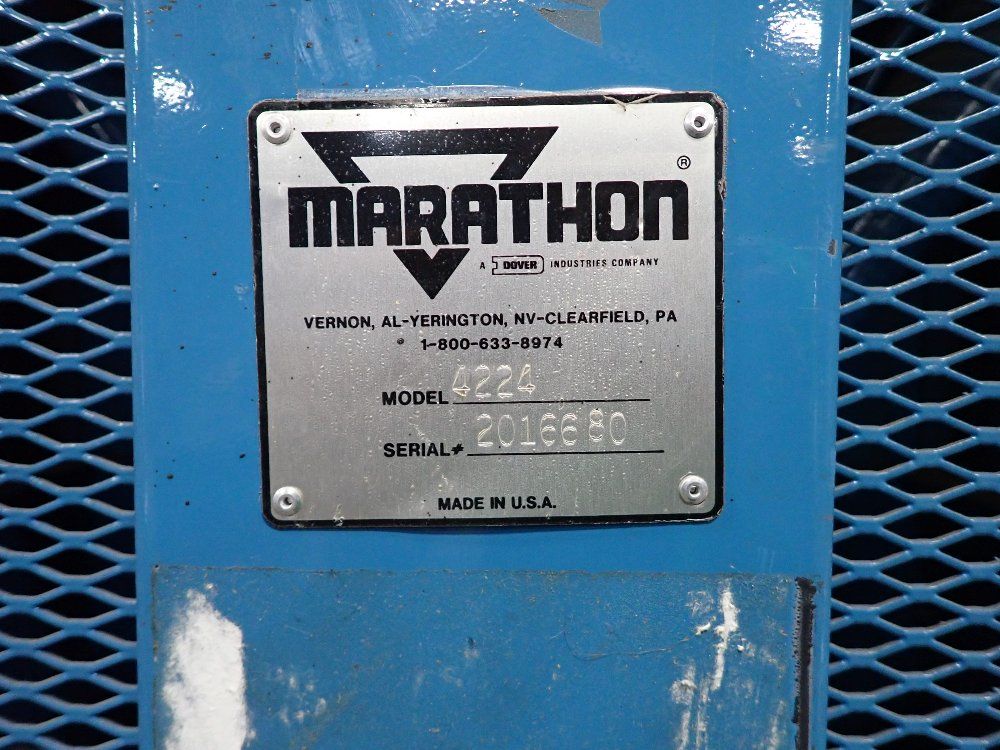 MARATHON ®
A DOVER INDUSTRIES COMPANY
VERNON, AL-YERINGTON, NV-CLEARFIELD, PA
1-800-633-8974
MODEL 4224
SERIAL# 2016680
MADE IN U.S.A.